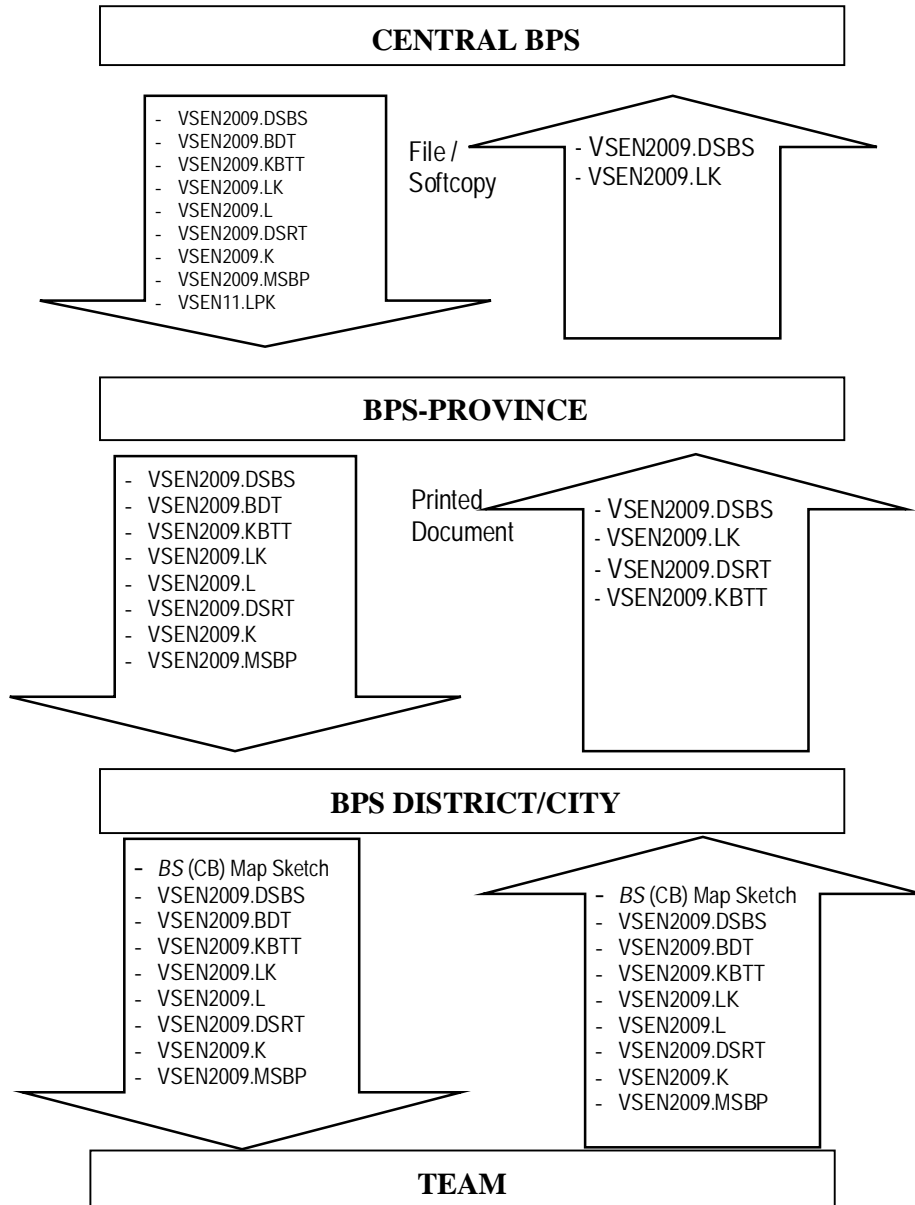 CENTRAL BPS
- VSEN2009.DSBS
- VSEN2009.BDT
- VSEN2009.KBTT
- VSEN2009.LK
- VSEN2009.L
- VSEN2009.DSRT
- VSEN2009.K
- VSEN2009.MSBP
- VSEN11.LPK
File /
Softcopy
- VSEN2009.DSBS
- VSEN2009.LK
BPS-PROVINCE
- VSEN2009.DSBS
- VSEN2009.BDT
- VSEN2009.KBTT
- VSEN2009.LK
- VSEN2009.L
- VSEN2009.DSRT
- VSEN2009.K
- VSEN2009.MSBP
Printed
Document
- VSEN2009.DSBS
- VSEN2009.LK
- VSEN2009.DSRT
- VSEN2009.KBTT
BPS DISTRICT/CITY
- BS (CB) Map Sketch
- VSEN2009.DSBS
- VSEN2009.BDT
- VSEN2009.KBTT
- VSEN2009.LK
- VSEN2009.L
- VSEN2009.DSRT
- VSEN2009.K
- VSEN2009.MSBP
- BS (CB) Map Sketch
- VSEN2009.DSBS
- VSEN2009.BDT
- VSEN2009.KBTT
- VSEN2009.LK
- VSEN2009.L
- VSEN2009.DSRT
- VSEN2009.K
- VSEN2009.MSBP
TEAM